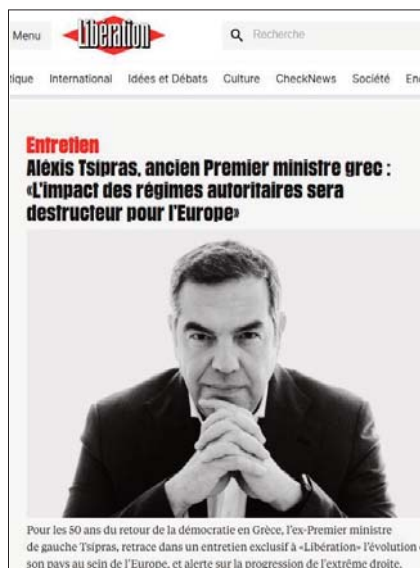 Menu
Libération
Recherche
tique International Idées et Débats Culture CheckNews Société
Entretien
Aléxis Tsípras, ancien Premier ministre grec :
«L'impact des régimes autoritaires sera
destructeur pour l'Europe»
Pour les 50 ans du retour de la démocratie en Grèce, l'ex-Premier ministre
de gauche Tsípras, retrace dans un entretien exclusif à «Libération» l'évolution
son pays au sein de l'Europe, et alerte sur la progression de l'extrême droite.